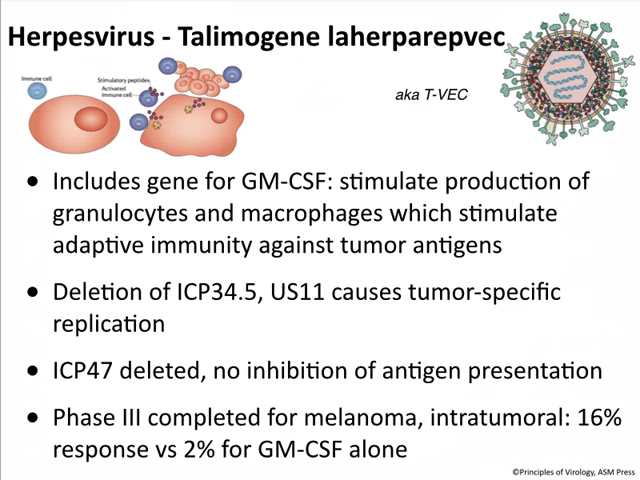 Herpesvirus - Talimogene laherparepvec
Immune cell
Stimulatory peptides
Activated
immune cell
aka T-VEC
• Includes gene for GM-CSF: stimulate production of
granulocytes and macrophages which stimulate
adaptive immunity against tumor antigens
• Deletion of ICP34.5, US11 causes tumor-specific
replication
• ICP47 deleted, no inhibition of antigen presentation
• Phase III completed for melanoma, intratumoral: 16%
response vs 2% for GM-CSF alone
©Principles of Virology, ASM Press